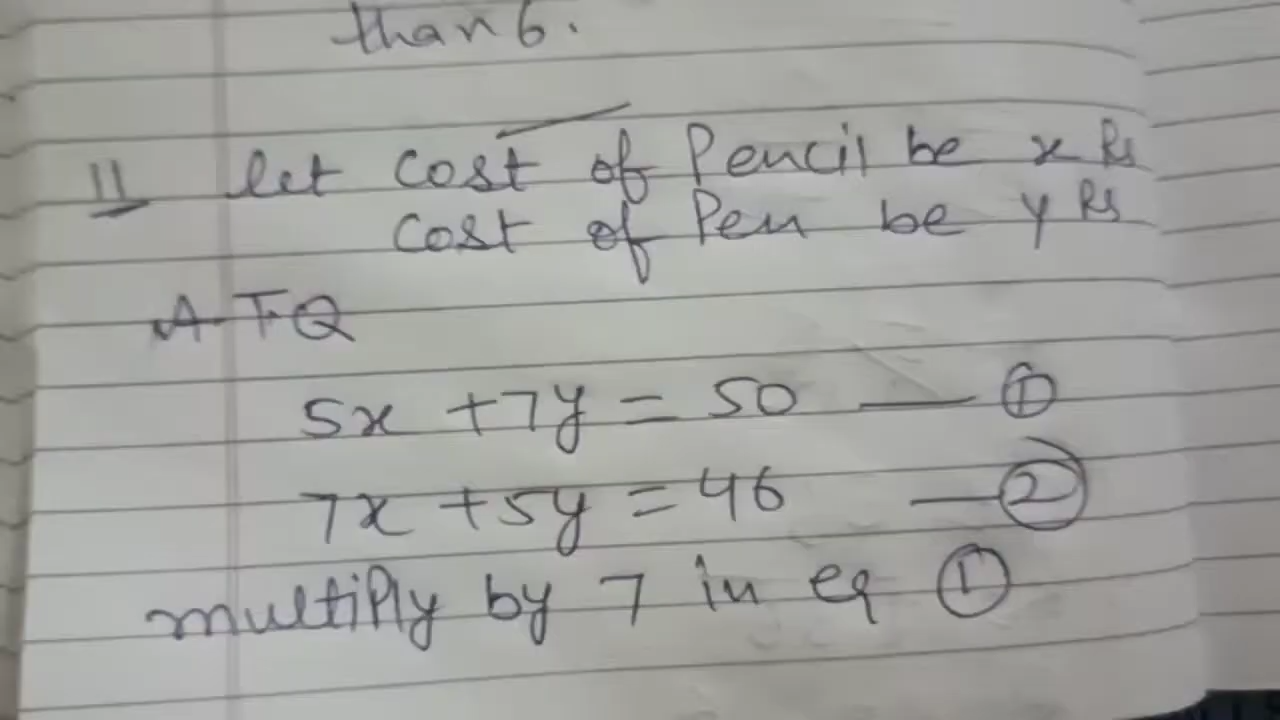 than 6.
11 let cost of Pencil be x Rs
cost of Pen be y Rs
A.T.Q
5x + 7y = 50 — ①
7x + 5y = 46 — ②
multiply by 7 in eq ①